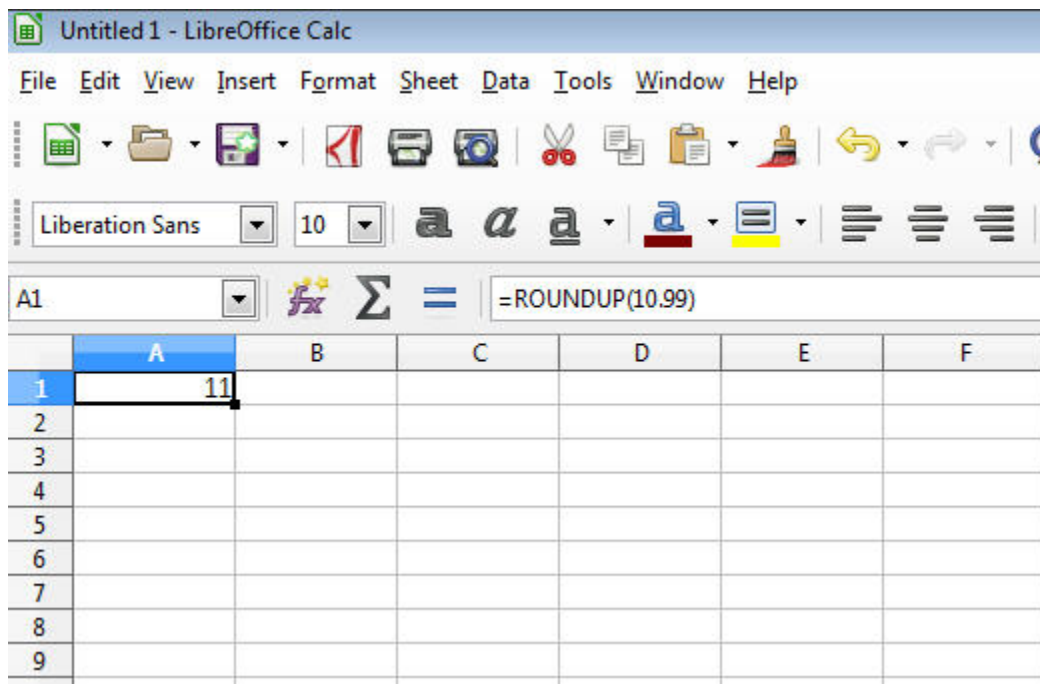 Untitled 1 - LibreOffice Calc
File Edit View Insert Format Sheet Data Tools Window Help
Liberation Sans 10 a a a a
A1 fx Σ = =ROUNDUP(10.99)
A B C D E F
1 11
2
3
4
5
6
7
8
9